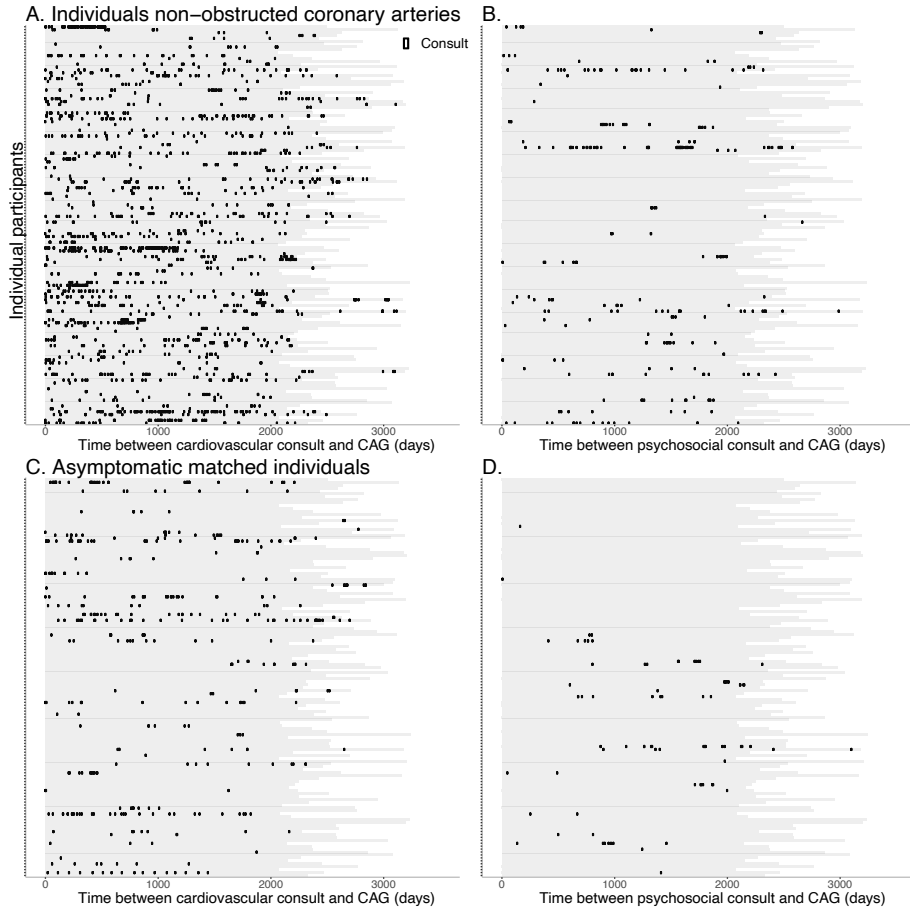 A. Individuals non−obstructed coronary arteries
B.
Consult
Individual participants
0 1000 2000 3000
Time between cardiovascular consult and CAG (days)
0 1000 2000 3000
Time between psychosocial consult and CAG (days)
C. Asymptomatic matched individuals
D.
0 1000 2000 3000
Time between cardiovascular consult and CAG (days)
0 1000 2000 3000
Time between psychosocial consult and CAG (days)